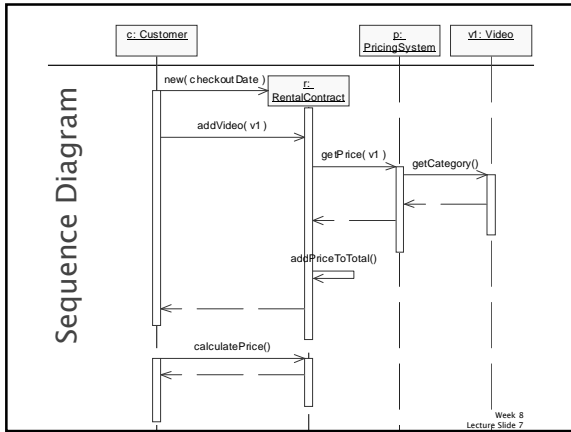 c: Customer
p:
PricingSystem
v1: Video
new( checkoutDate )
r:
RentalContract
Sequence Diagram
addVideo( v1 )
getPrice( v1 )
getCategory()
addPriceToTotal()
calculatePrice()
Week 8
Lecture Slide 7